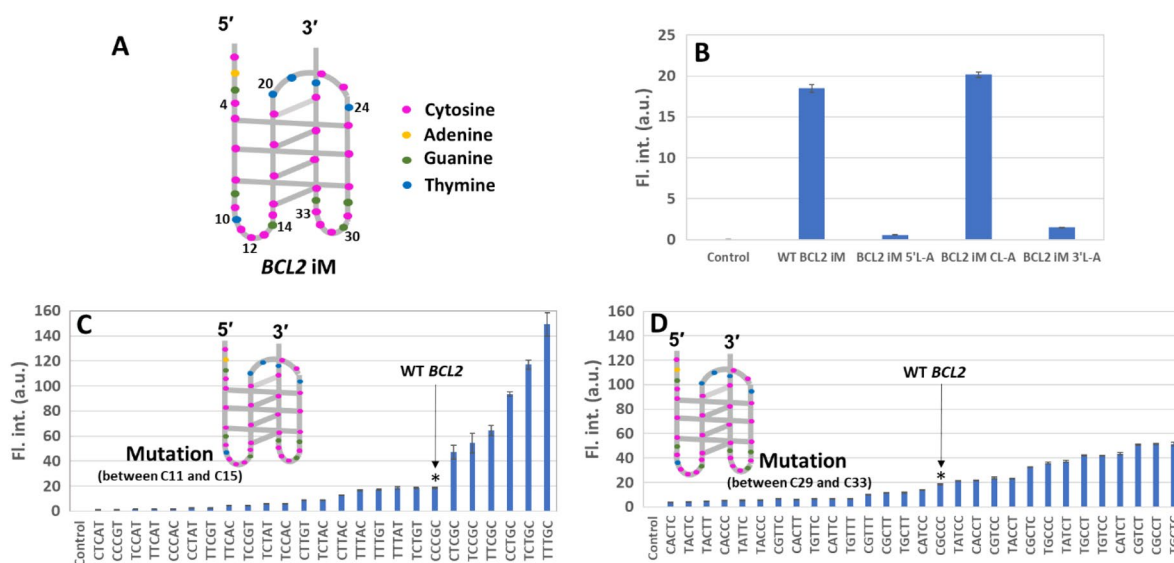 A
5′
3′
20
4
24
10
12
14
33
30
Cytosine
Adenine
Guanine
Thymine
BCL2 iM
B
Fl. int. (a.u.)
25
20
15
10
5
0
Control
WT BCL2 iM
BCL2 iM 5'L-A
BCL2 iM CL-A
BCL2 iM 3'L-A
C
Fl. int. (a.u.)
160
140
120
100
80
60
40
20
0
5′
3′
Mutation
(between C11 and C15)
WT BCL2
*
Control
CTCAT
CCCGT
TCCAT
TTCAT
CCCAC
CCTAT
TTCGT
TTCAC
TCCGT
TCTAT
TCCAC
CTTGT
TCTAC
CTTAC
TTTAC
TTTGT
TTTAT
TCTGT
CCCGC
CTCGC
TCCGC
TTCGC
CCTGC
TCTGC
TTTGC
D
Fl. int. (a.u.)
160
140
120
100
80
60
40
20
0
5′
3′
Mutation
(between C29 and C33)
WT BCL2
*
Control
CACTC
TACTC
TACTT
CACCC
TATTC
TACCC
CGTTC
CACTT
TGTTC
CATTC
TGTTT
CGTTT
CGCTT
TGCTC
CATCC
CGCCC
TATCC
CACCT
CGTCC
TACCT
CGCTC
TGCCC
TATCT
TGCCT
TGTCT
CATCT
CGTCT
CGCCT